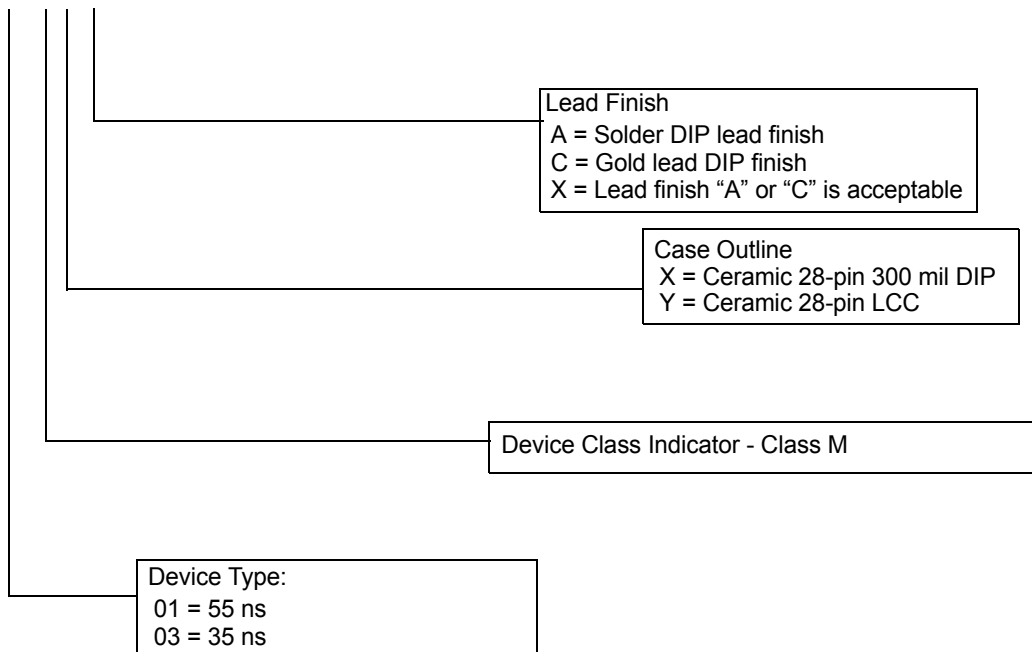 Lead Finish
A = Solder DIP lead finish
C = Gold lead DIP finish
X = Lead finish “A” or “C” is acceptable
Case Outline
X = Ceramic 28-pin 300 mil DIP
Y = Ceramic 28-pin LCC
Device Class Indicator - Class M
Device Type:
01 = 55 ns
03 = 35 ns